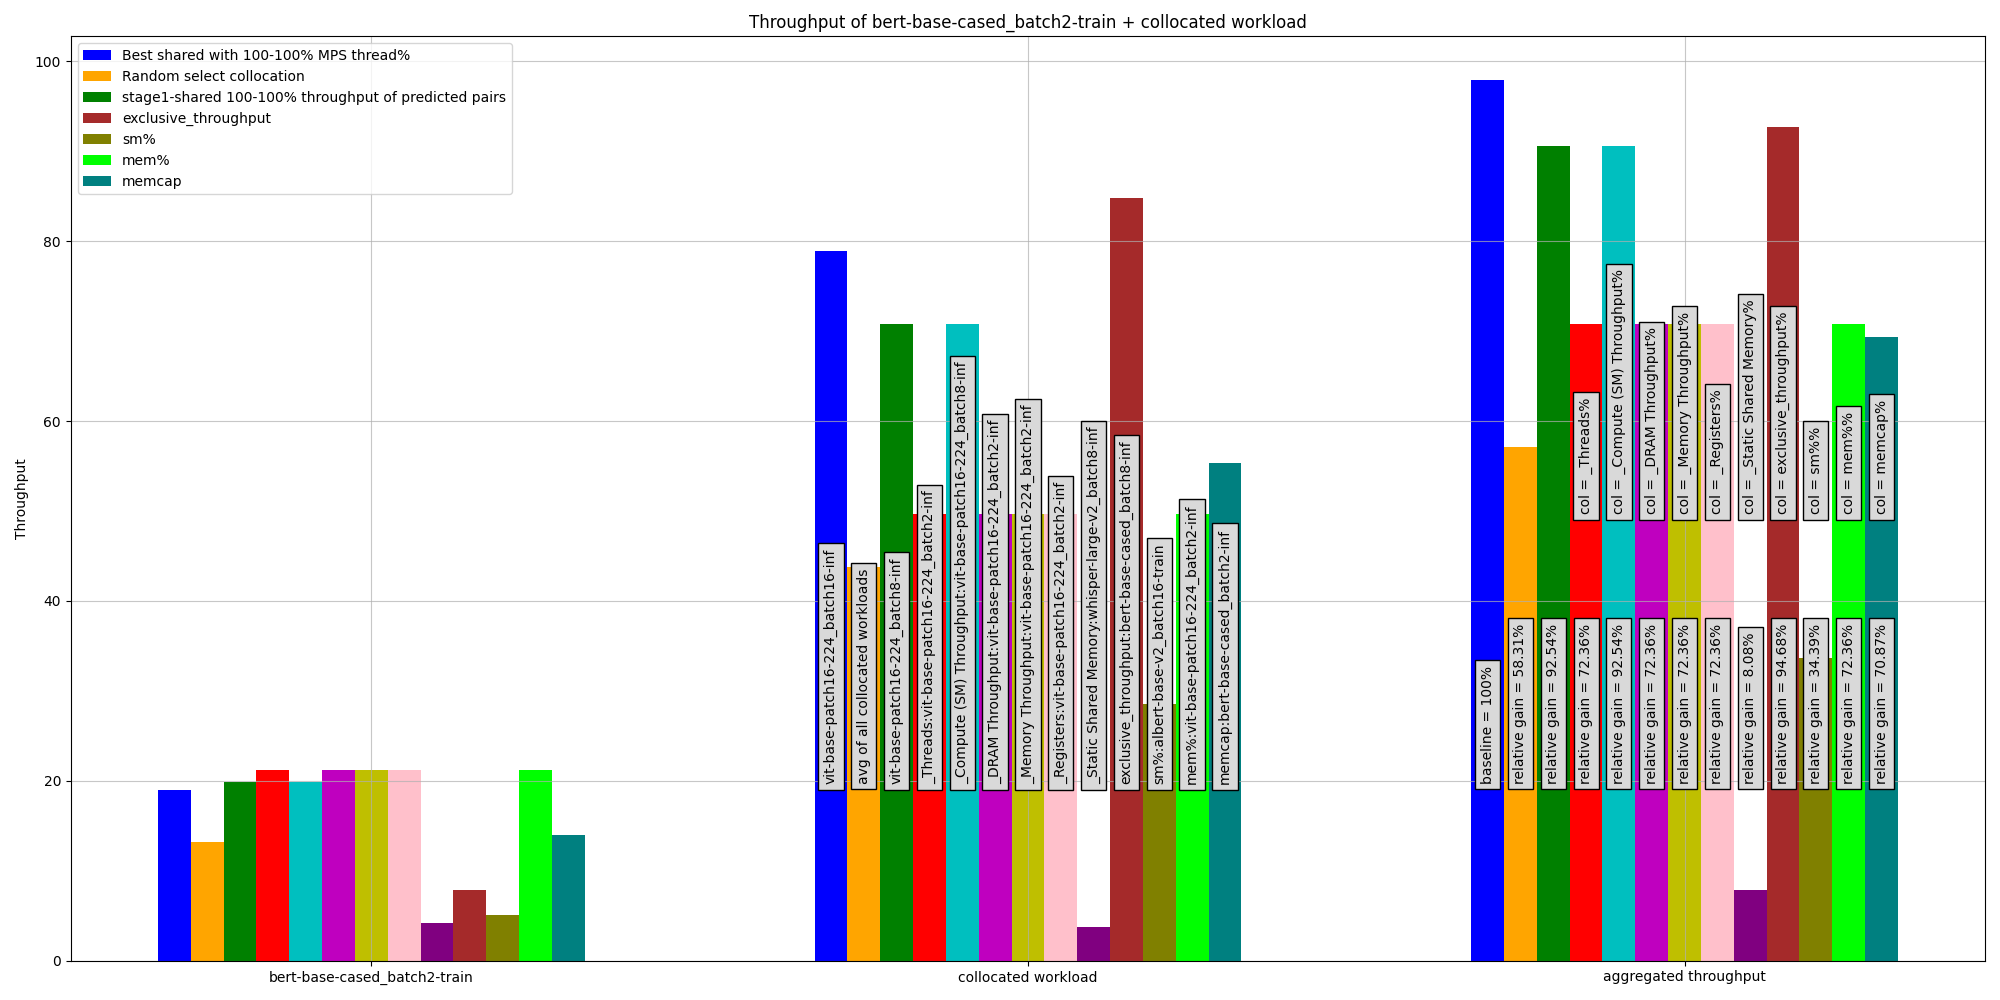 Throughput of bert-base-cased_batch2-train + collocated workload
Best shared with 100-100% MPS thread%
Random select collocation
stage1-shared 100-100% throughput of predicted pairs
exclusive_throughput
sm%
mem%
memcap
Throughput
100
80
60
40
20
0
vit-base-patch16-224_batch16-inf
avg of all collocated workloads
vit-base-patch16-224_batch8-inf
_Threads:vit-base-patch16-224_batch2-inf
_Compute (SM) Throughput:vit-base-patch16-224_batch8-inf
_DRAM Throughput:vit-base-patch16-224_batch2-inf
_Memory Throughput:vit-base-patch16-224_batch2-inf
_Registers:vit-base-patch16-224_batch2-inf
_Static Shared Memory:whisper-large-v2_batch8-inf
exclusive_throughput:bert-base-cased_batch8-inf
sm%:albert-base-v2_batch16-train
mem%:vit-base-patch16-224_batch2-inf
memcap:bert-base-cased_batch2-inf
col = _Threads%
col = _Compute (SM) Throughput%
col = _DRAM Throughput%
col = _Memory Throughput%
col = _Registers%
col = _Static Shared Memory%
col = exclusive_throughput%
col = sm%%
col = mem%%
col = memcap%
baseline = 100%
relative gain = 58.31%
relative gain = 92.54%
relative gain = 72.36%
relative gain = 92.54%
relative gain = 72.36%
relative gain = 72.36%
relative gain = 72.36%
relative gain = 8.08%
relative gain = 94.68%
relative gain = 34.39%
relative gain = 72.36%
relative gain = 70.87%
bert-base-cased_batch2-train
collocated workload
aggregated throughput